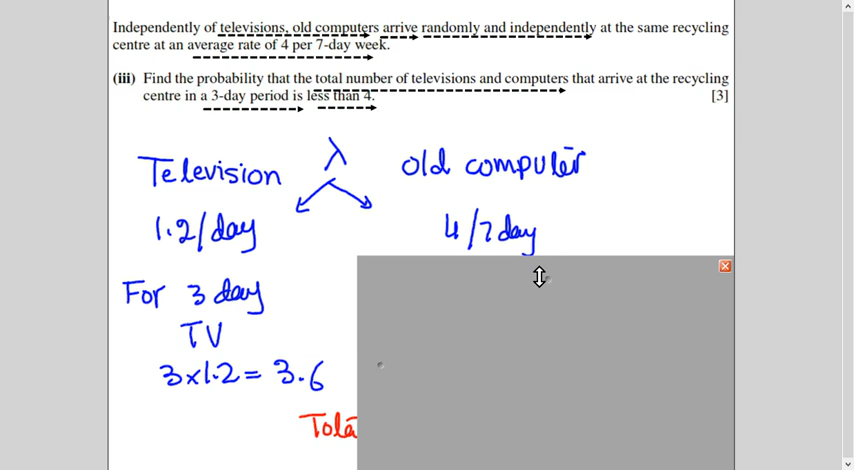 Independently of televisions, old computers arrive randomly and independently at the same recycling
centre at an average rate of 4 per 7-day week.
(iii) Find the probability that the total number of televisions and computers that arrive at the recycling
centre in a 3-day period is less than 4. [3]
λ
Television old computer
1.2/day 4/7 day
For 3 day
TV
3×1.2 = 3.6
Tota